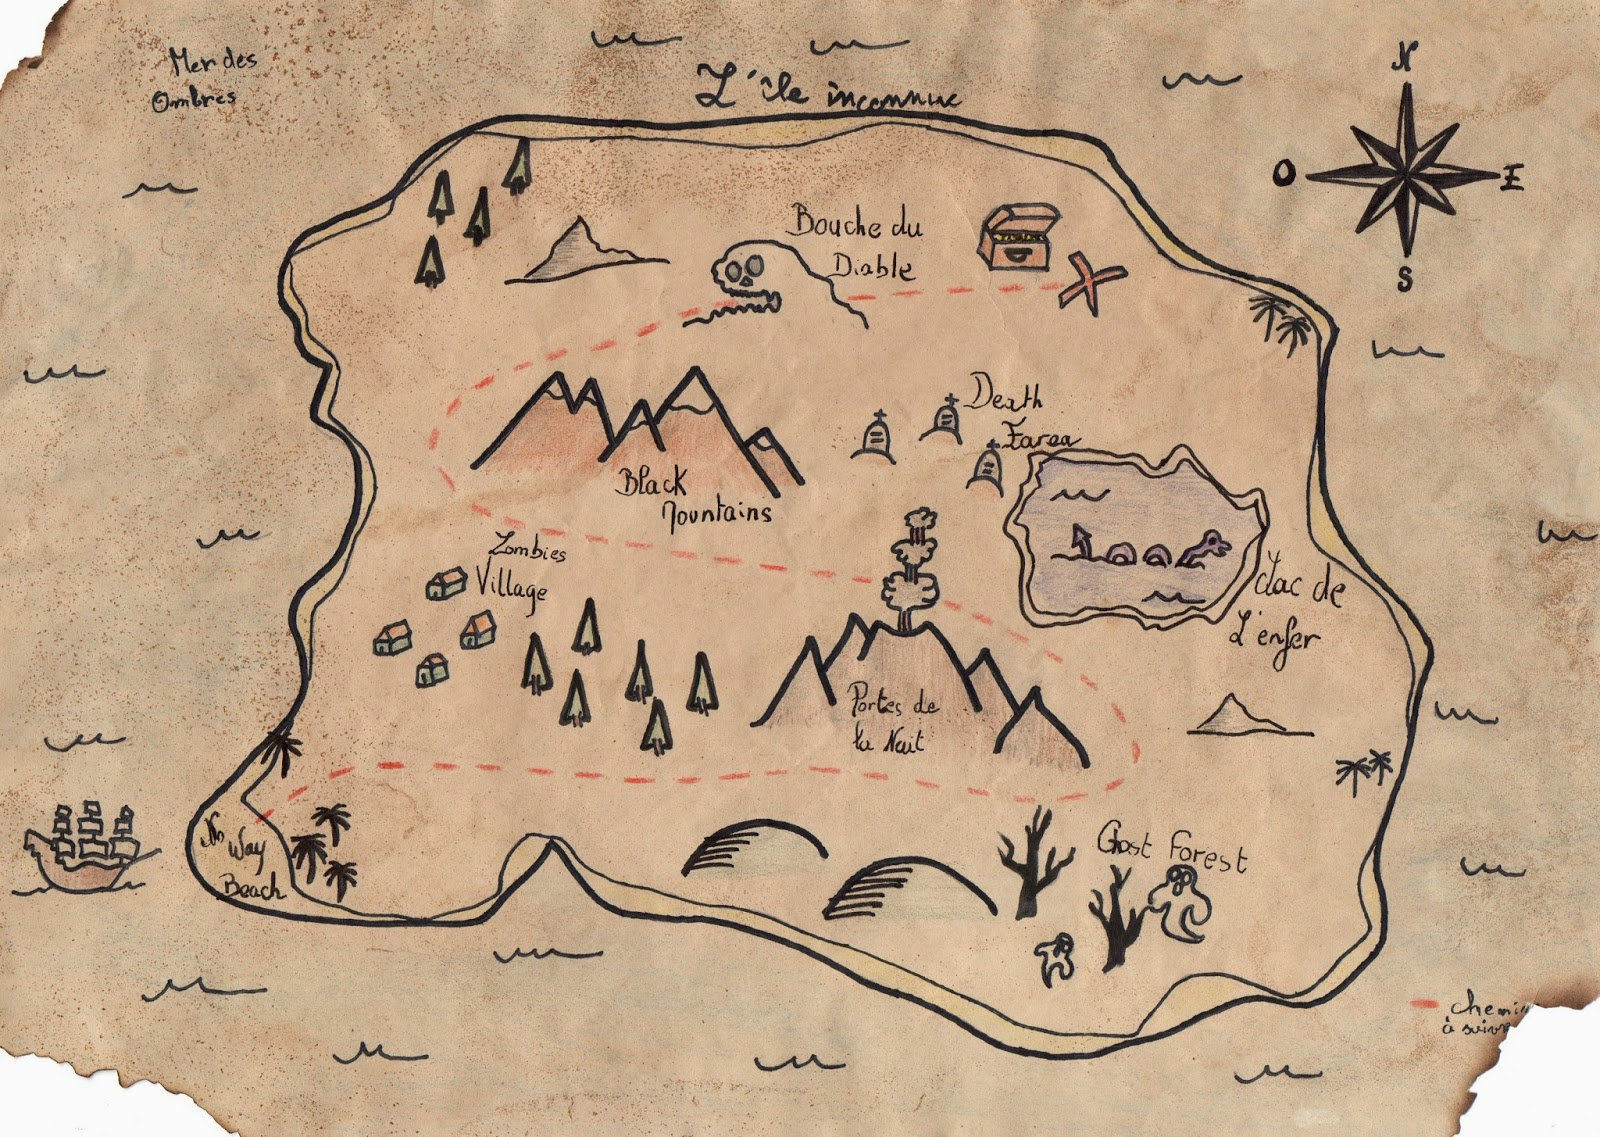 Mer des
Ombres
L'île inconnue
N
O
E
S
Bouche du
Diable
Death
Earea
Black
Mountains
Zombies
Village
Lac de
L'enfer
Portes de
la Nuit
No
Way
Beach
Ghost Forest
chemin
à suivre